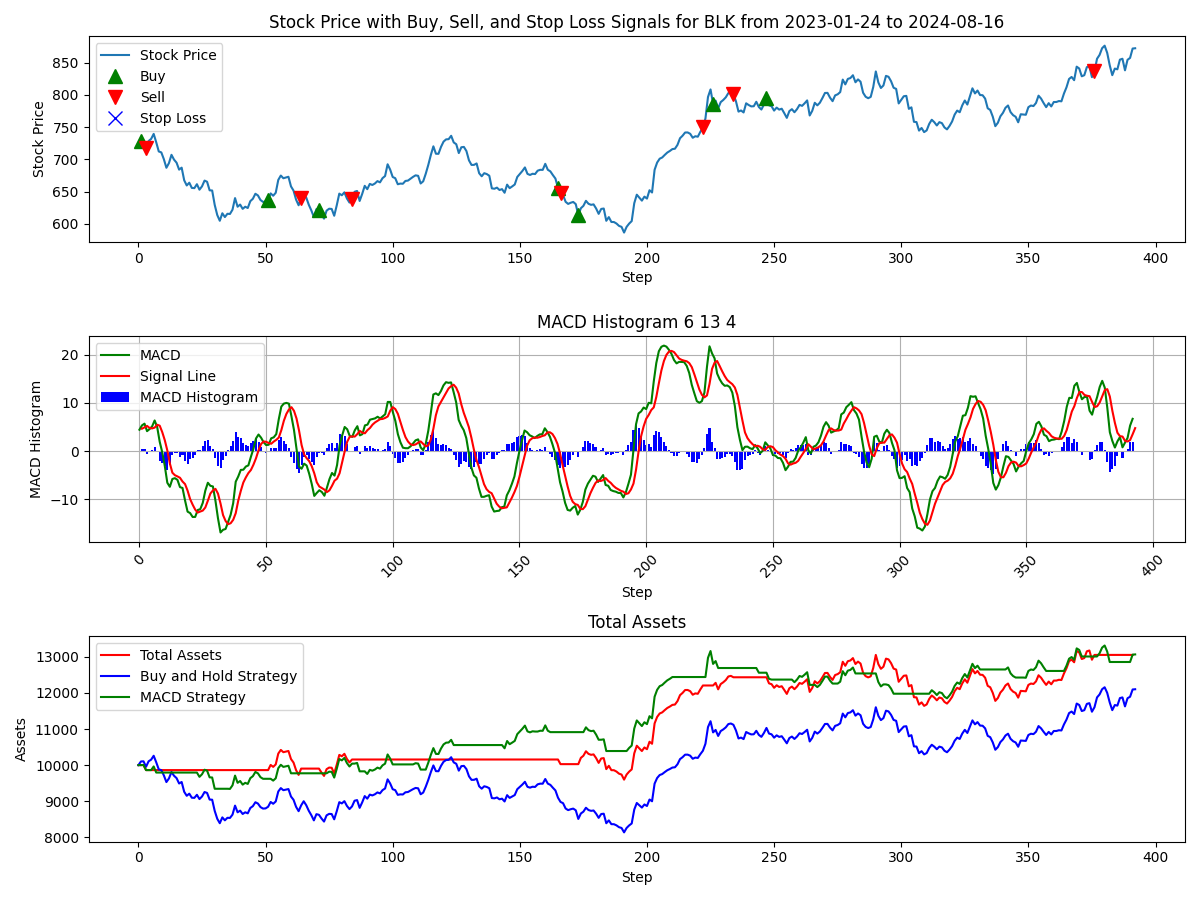 Stock Price with Buy, Sell, and Stop Loss Signals for BLK from 2023-01-24 to 2024-08-16
Stock Price
850
800
750
700
650
600
Stock Price
Buy
Sell
Stop Loss
0 50 100 150 200 250 300 350 400
Step
MACD Histogram 6 13 4
MACD Histogram
20
10
0
−10
MACD
Signal Line
MACD Histogram
0 50 100 150 200 250 300 350 400
Step
Total Assets
Assets
13000
12000
11000
10000
9000
8000
Total Assets
Buy and Hold Strategy
MACD Strategy
0 50 100 150 200 250 300 350 400
Step